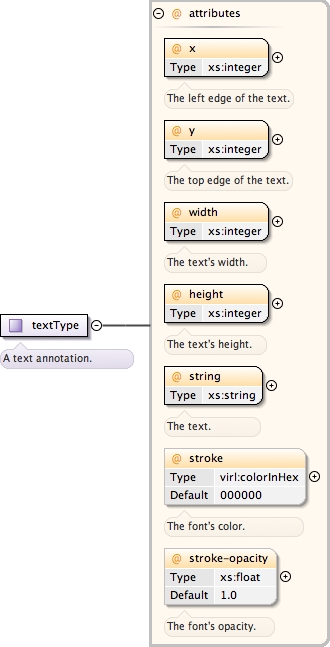 @ attributes
@ x
Type xs:integer
The left edge of the text.
@ y
Type xs:integer
The top edge of the text.
@ width
Type xs:integer
The text's width.
@ height
Type xs:integer
The text's height.
textType
A text annotation.
@ string
Type xs:string
The text.
@ stroke
Type virl:colorInHex
Default 000000
The font's color.
@ stroke-opacity
Type xs:float
Default 1.0
The font's opacity.